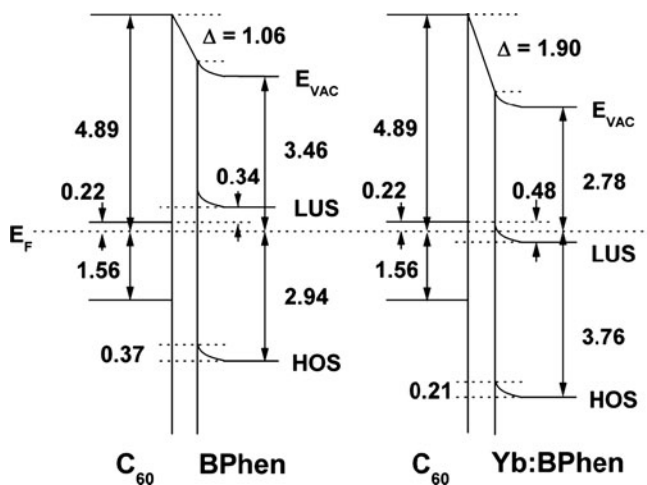 Δ = 1.06
E_VAC
4.89
3.46
0.34
0.22
LUS
E_F
1.56
2.94
0.37
HOS
C_60 BPhen
Δ = 1.90
E_VAC
4.89
2.78
0.22
0.48
LUS
1.56
3.76
0.21
HOS
C_60 Yb:BPhen